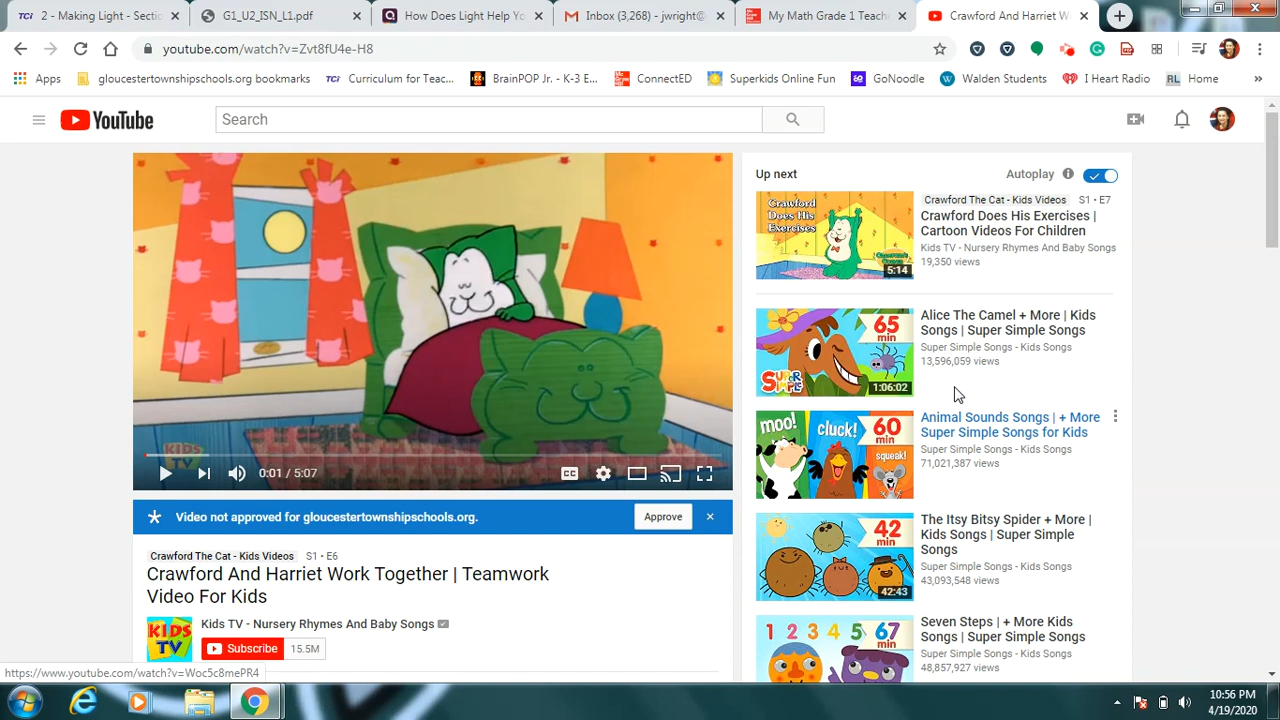 Making Light - Secti
G1_U2_ISN_L1.pdf
How Does Light Help Yo
Inbox (3,268) - jwright@
My Math Grade 1 Teach
Crawford And Harriet W
youtube.com/watch?v=Zvt8fU4e-H8
Apps
gloucestertownshipschools.org bookmarks
TCi Curriculum for Teac...
BrainPOP Jr. - K-3 E...
ConnectED
Superkids Online Fun
GoNoodle
Walden Students
I Heart Radio
RL Home
YouTube
Search
Up next
Autoplay
Crawford Does His Exercises
5:14
Crawford The Cat - Kids Videos S1 • E7
Crawford Does His Exercises |
Cartoon Videos For Children
Kids TV - Nursery Rhymes And Baby Songs
19,350 views
65 min
SUPER SIMPLE
1:06:02
Alice The Camel + More | Kids
Songs | Super Simple Songs
Super Simple Songs - Kids Songs
13,596,059 views
moo!
cluck!
60 min
squeak!
Animal Sounds Songs | + More
Super Simple Songs for Kids
Super Simple Songs - Kids Songs
71,021,387 views
42 min
42:43
The Itsy Bitsy Spider + More |
Kids Songs | Super Simple
Songs
Super Simple Songs - Kids Songs
43,093,548 views
1 2 3 4 5 67
Seven Steps | + More Kids
Songs | Super Simple Songs
Super Simple Songs - Kids Songs
48,857,927 views
0:01 / 5:07
CC
Video not approved for gloucestertownshipschools.org.
Approve
Crawford The Cat - Kids Videos S1 • E6
Crawford And Harriet Work Together | Teamwork
Video For Kids
KIDS TV
Kids TV - Nursery Rhymes And Baby Songs
Subscribe 15.5M
https://www.youtube.com/watch?v=Woc5c8mePR4
10:56 PM
4/19/2020